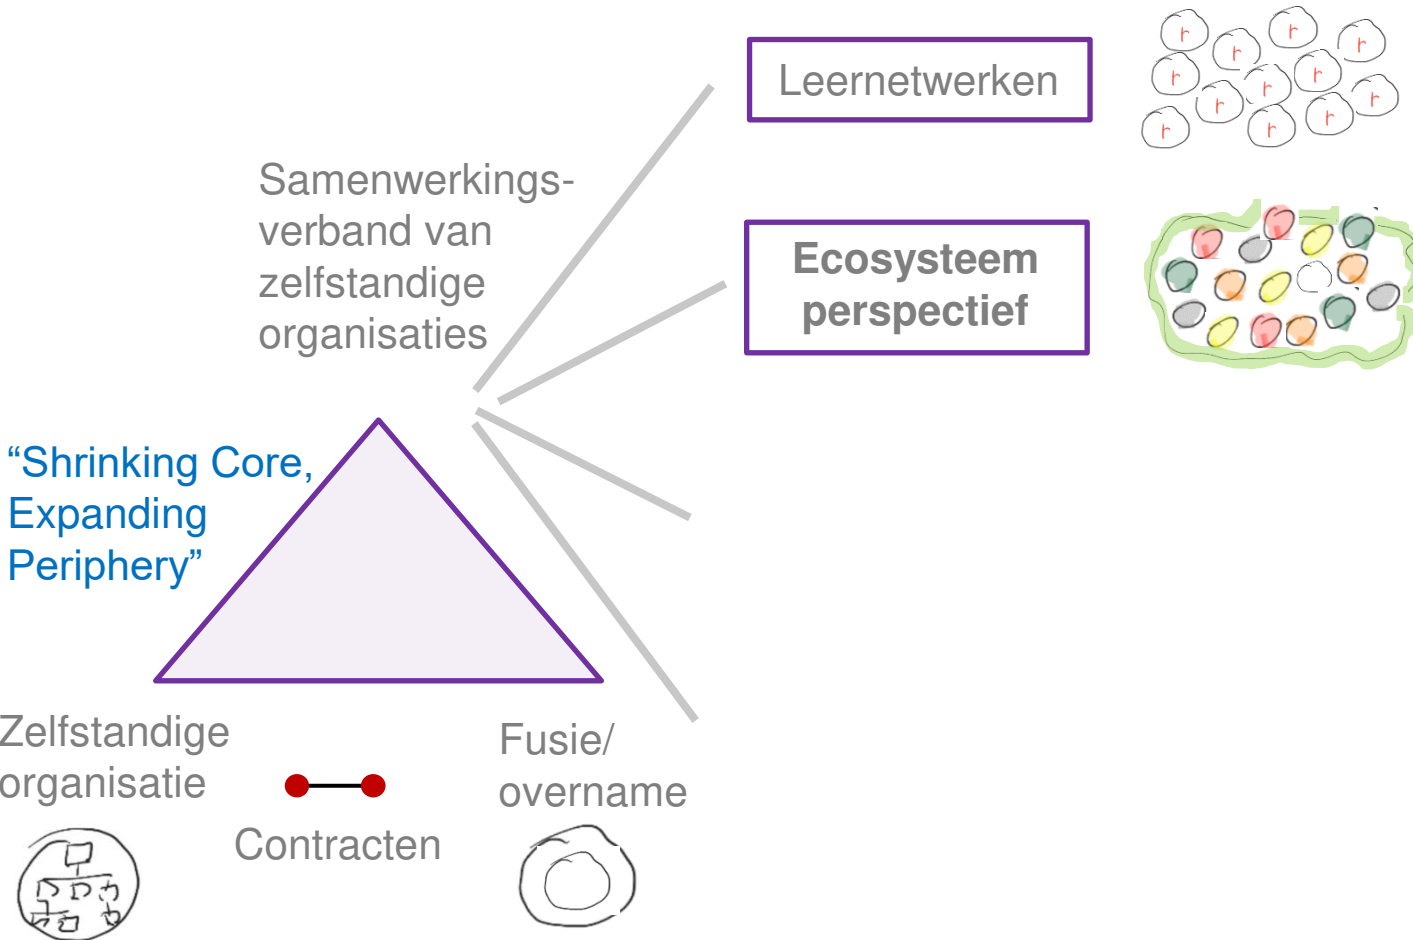 Leernetwerken
r r r r
r r r
r r r r r
Samenwerkings-
verband van
zelfstandige
organisaties
Ecosysteem
perspectief
“Shrinking Core,
Expanding
Periphery”
Zelfstandige
organisatie
Contracten
Fusie/
overname